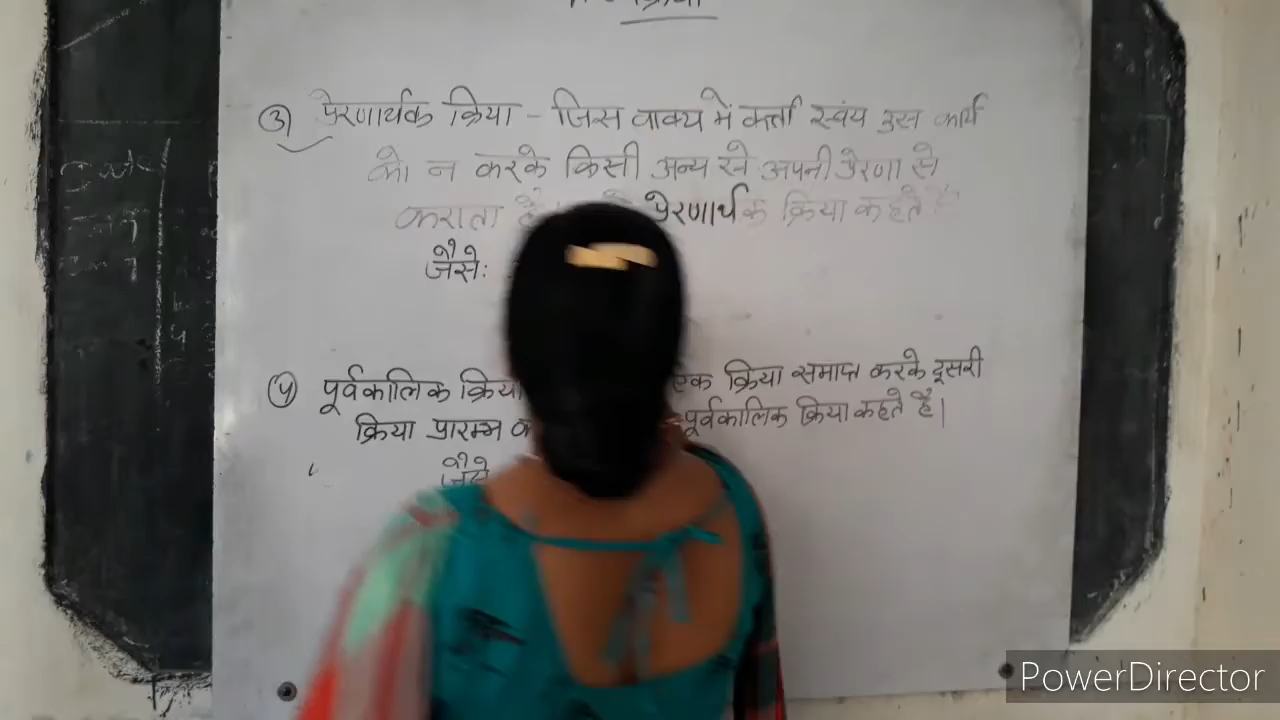 ③ प्रेरणार्थक क्रिया - जिस वाक्य में कर्त्ता स्वंय उस कार्य
को न करके किसी अन्य से अपनी प्रेरणा से
कराता है प्रेरणार्थक क्रिया कहते है
जैसे:
④ पूर्वकालिक क्रिया एक क्रिया समाप्त करके दूसरी
क्रिया प्रारम्भ पूर्वकालिक क्रिया कहते है।
जैसे
PowerDirector